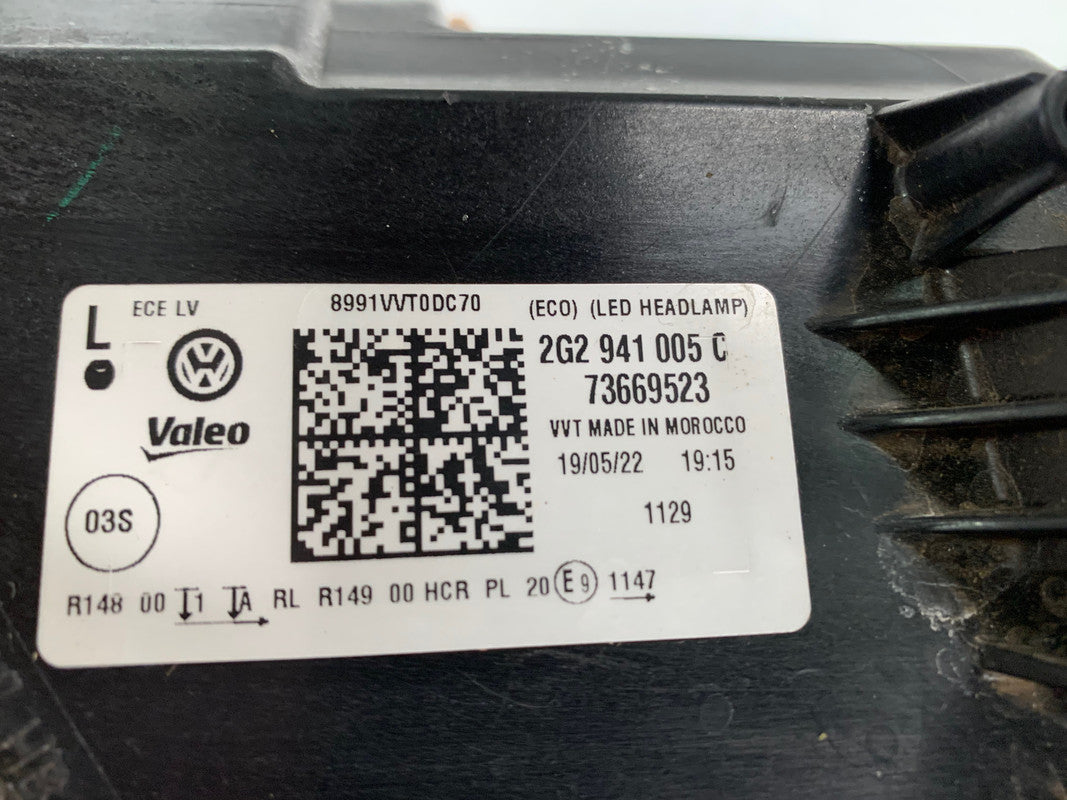 L
ECE LV
8991VVT0DC70
(ECO) (LED HEADLAMP)
Valeo
2G2 941 005 C
73669523
VVT MADE IN MOROCCO
19/05/22 19:15
03S
1129
R148 00 T1 TA RL R149 00 HCR PL 20 E9 1147